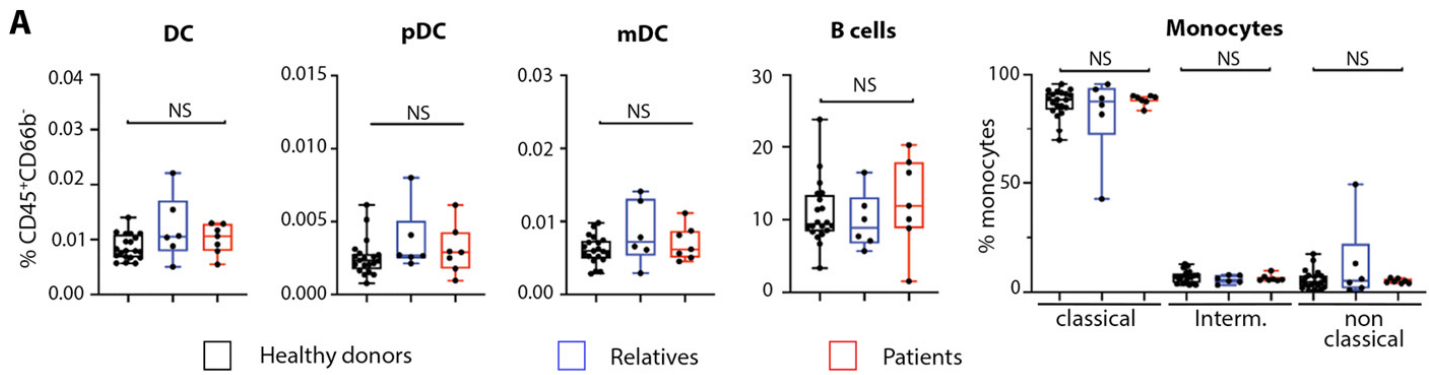 A
DC
pDC
mDC
B cells
Monocytes
% CD45⁺CD66b⁻
0.04
0.03
0.02
0.01
0.00
NS
0.015
0.010
0.005
0.000
NS
0.03
0.02
0.01
0.00
NS
30
20
10
0
NS
% monocytes
100
50
0
NS
NS
NS
classical
Interm.
non
classical
Healthy donors
Relatives
Patients